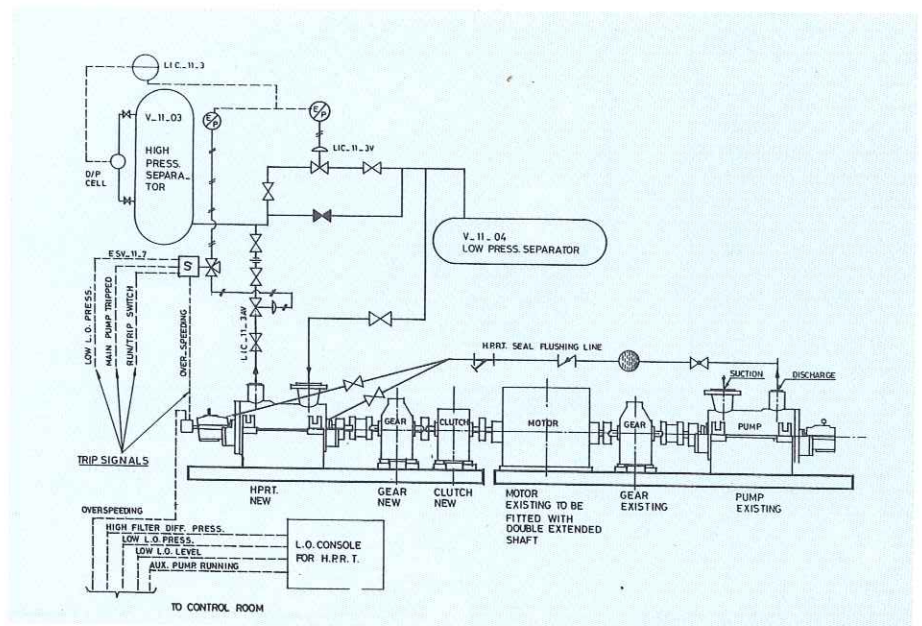 LIC_11_3
V_11_03
HIGH
PRESS.
SEPARA_
TOR
D/P
CELL
E/P
E/P
LIC_11_3V
V_11_04
LOW PRESS. SEPARATOR
ESV_11_7
S
LOW L.O. PRESS.
MAIN PUMP TRIPPED
RUN/TRIP SWITCH
OVER_SPEEDING
LIC_11_3AV
H.P.R.T. SEAL FLUSHING LINE
SUCTION
DISCHARGE
GEAR
CLUTCH
MOTOR
GEAR
PUMP
TRIP SIGNALS
HPRT.
NEW
GEAR
NEW
CLUTCH
NEW
MOTOR
EXISTING TO BE
FITTED WITH
DOUBLE EXTENDED
SHAFT
GEAR
EXISTING
PUMP
EXISTING
OVERSPEEDING
HIGH FILTER DIFF. PRESS.
LOW L.O. PRESS.
LOW L.O. LEVEL
AUX. PUMP RUNNING
L.O. CONSOLE
FOR H.P.R.T.
TO CONTROL ROOM